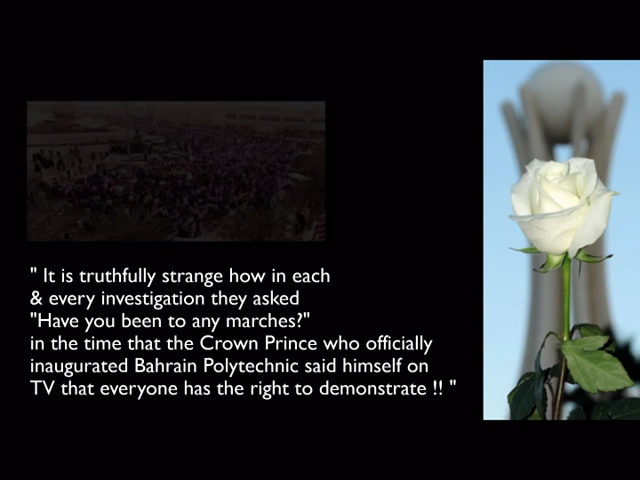 " It is truthfully strange how in each
& every investigation they asked
"Have you been to any marches?"
in the time that the Crown Prince who officially
inaugurated Bahrain Polytechnic said himself on
TV that everyone has the right to demonstrate !! "